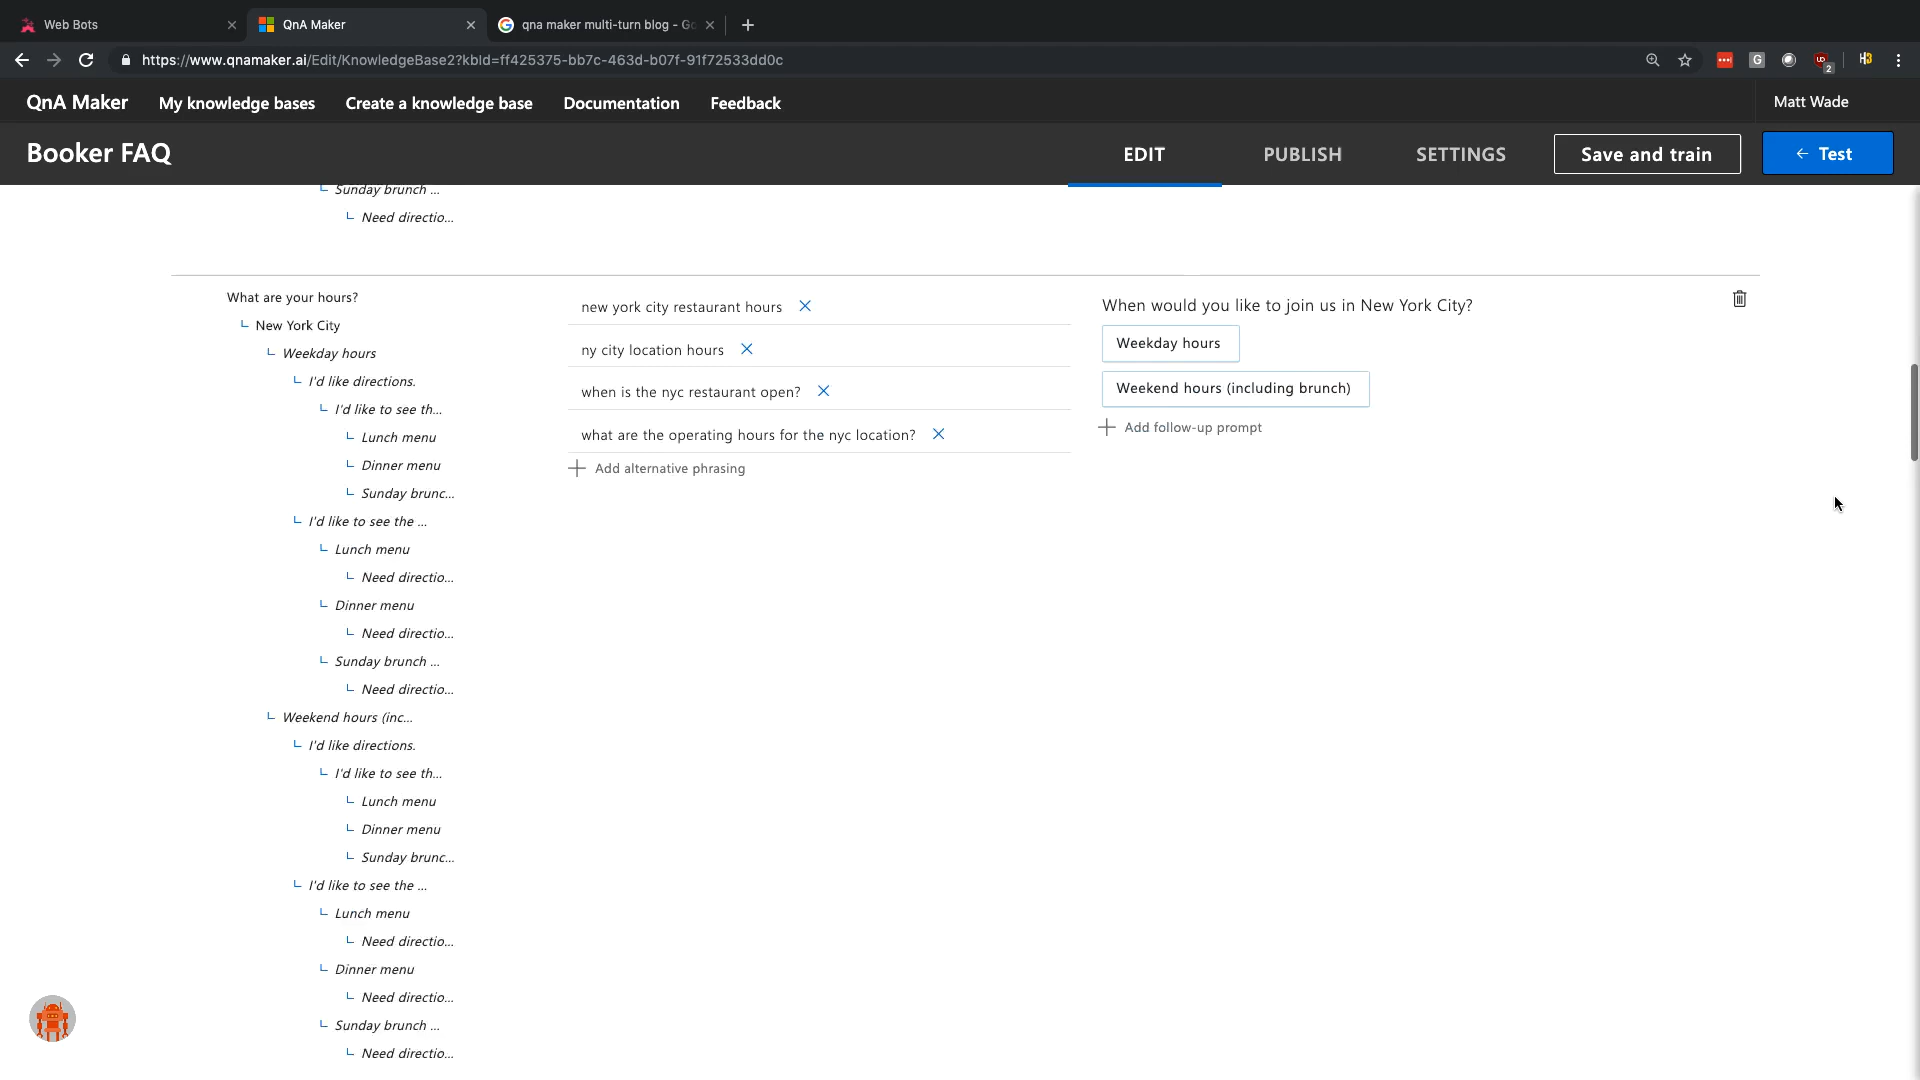 Web Bots
QnA Maker
qna maker multi-turn blog - Go
https://www.qnamaker.ai/Edit/KnowledgeBase2?kbId=ff425375-bb7c-463d-b07f-91f72533dd0c
G
2
QnA Maker
My knowledge bases
Create a knowledge base
Documentation
Feedback
Matt Wade
Booker FAQ
EDIT
PUBLISH
SETTINGS
Save and train
← Test
Sunday brunch ...
Need directio...
What are your hours?
New York City
Weekday hours
I'd like directions.
I'd like to see th...
Lunch menu
Dinner menu
Sunday brunc...
I'd like to see the ...
Lunch menu
Need directio...
Dinner menu
Need directio...
Sunday brunch ...
Need directio...
Weekend hours (inc...
I'd like directions.
I'd like to see th...
Lunch menu
Dinner menu
Sunday brunc...
I'd like to see the ...
Lunch menu
Need directio...
Dinner menu
Need directio...
Sunday brunch ...
Need directio...
new york city restaurant hours
ny city location hours
when is the nyc restaurant open?
what are the operating hours for the nyc location?
Add alternative phrasing
When would you like to join us in New York City?
Weekday hours
Weekend hours (including brunch)
Add follow-up prompt